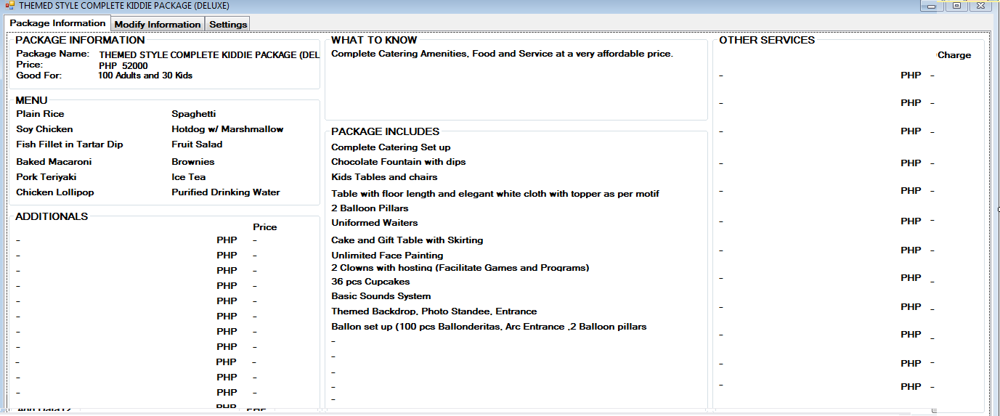 THEMED STYLE COMPLETE KIDDIE PACKAGE (DELUXE)
Package Information Modify Information Settings
PACKAGE INFORMATION
Package Name: THEMED STYLE COMPLETE KIDDIE PACKAGE (DEL
Price: PHP 52000
Good For: 100 Adults and 30 Kids
MENU
Plain Rice Spaghetti
Soy Chicken Hotdog w/ Marshmallow
Fish Fillet in Tartar Dip Fruit Salad
Baked Macaroni Brownies
Pork Teriyaki Ice Tea
Chicken Lollipop Purified Drinking Water
ADDITIONALS
Price
- PHP -
- PHP -
- PHP -
- PHP -
- PHP -
- PHP -
- PHP -
- PHP -
- PHP -
- PHP -
- PHP -
PHP PHP
WHAT TO KNOW
Complete Catering Amenities, Food and Service at a very affordable price.
PACKAGE INCLUDES
Complete Catering Set up
Chocolate Fountain with dips
Kids Tables and chairs
Table with floor length and elegant white cloth with topper as per motif
2 Balloon Pillars
Uniformed Waiters
Cake and Gift Table with Skirting
Unlimited Face Painting
2 Clowns with hosting (Facilitate Games and Programs)
36 pcs Cupcakes
Basic Sounds System
Themed Backdrop, Photo Standee, Entrance
Ballon set up (100 pcs Ballonderitas, Arc Entrance ,2 Balloon pillars
-
-
-
-
-
OTHER SERVICES
Charge
- PHP -
- PHP -
- PHP -
- PHP -
- PHP -
- PHP -
- PHP -
- PHP -
- PHP -
- PHP -
- PHP -
- PHP -